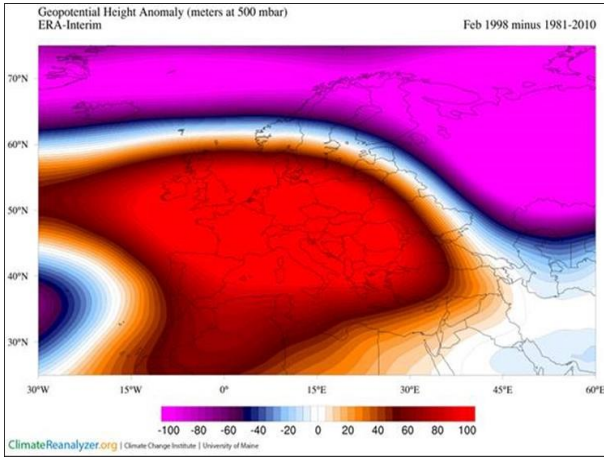 Geopotential Height Anomaly (meters at 500 mbar)
ERA-Interim Feb 1998 minus 1981-2010
70°N
60°N
50°N
40°N
30°N
30°W 15°W 0° 15°E 30°E 45°E 60°E
-100 -80 -60 -40 -20 0 20 40 60 80 100
ClimateReanalyzer.org | Climate Change Institute | University of Maine